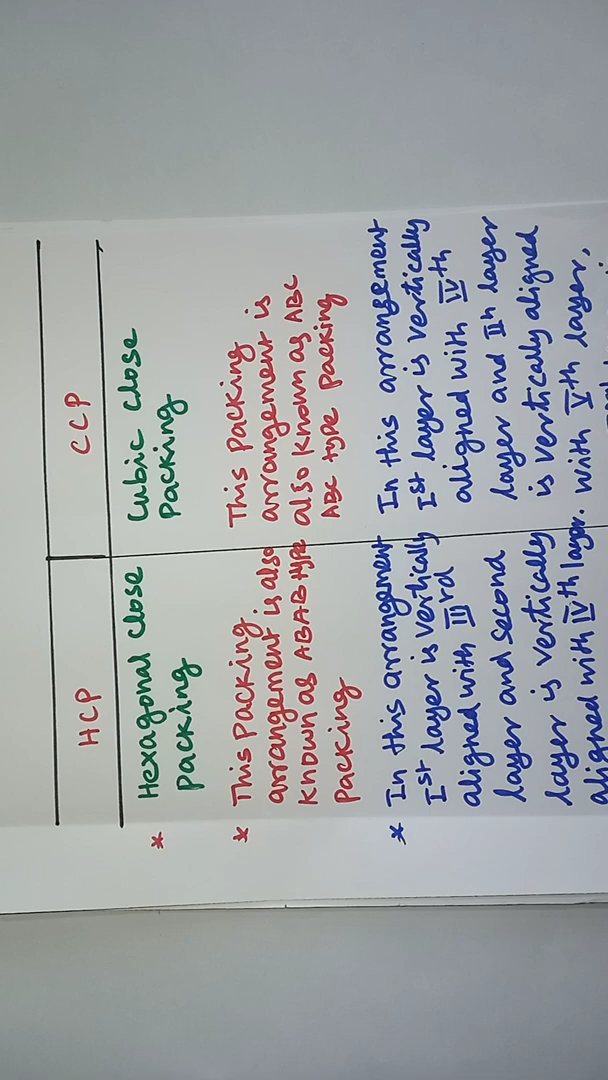 HCP
CCP
* Hexagonal close
packing
Cubic close
Packing
* This packing
arrangement is also
known as ABAB type
packing
This Packing
arrangement is
also known as ABC
ABC type packing
* In this arrangement
Ist layer is vertically
aligned with IIIrd
layer and second
layer is vertically
aligned with IVth layer.
In this arrangement
Ist layer is vertically
aligned with IVth
layer and IIh layer
is vertically aligned
with Vth layer,